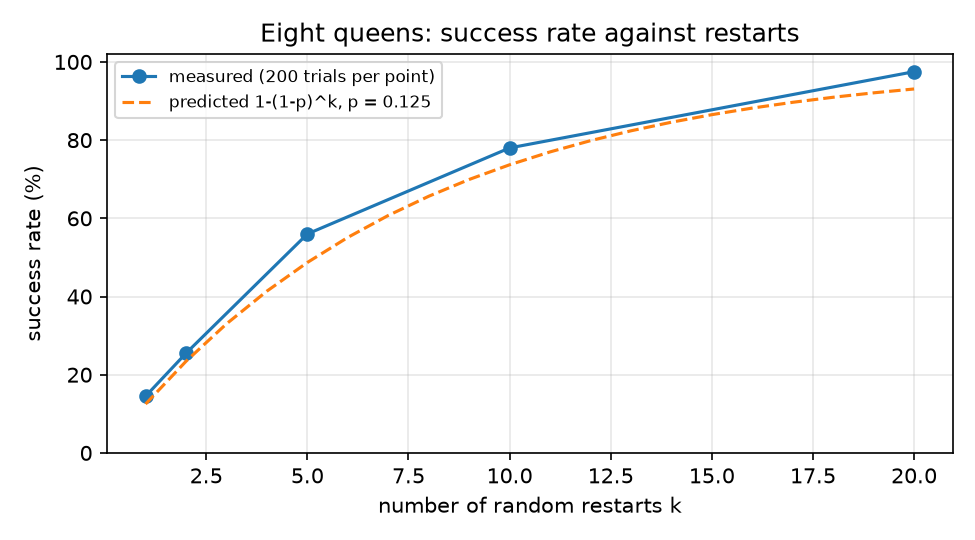 Eight queens: success rate against restarts
measured (200 trials per point)
predicted 1-(1-p)^k, p = 0.125
success rate (%)
100
80
60
40
20
0
2.5 5.0 7.5 10.0 12.5 15.0 17.5 20.0
number of random restarts k